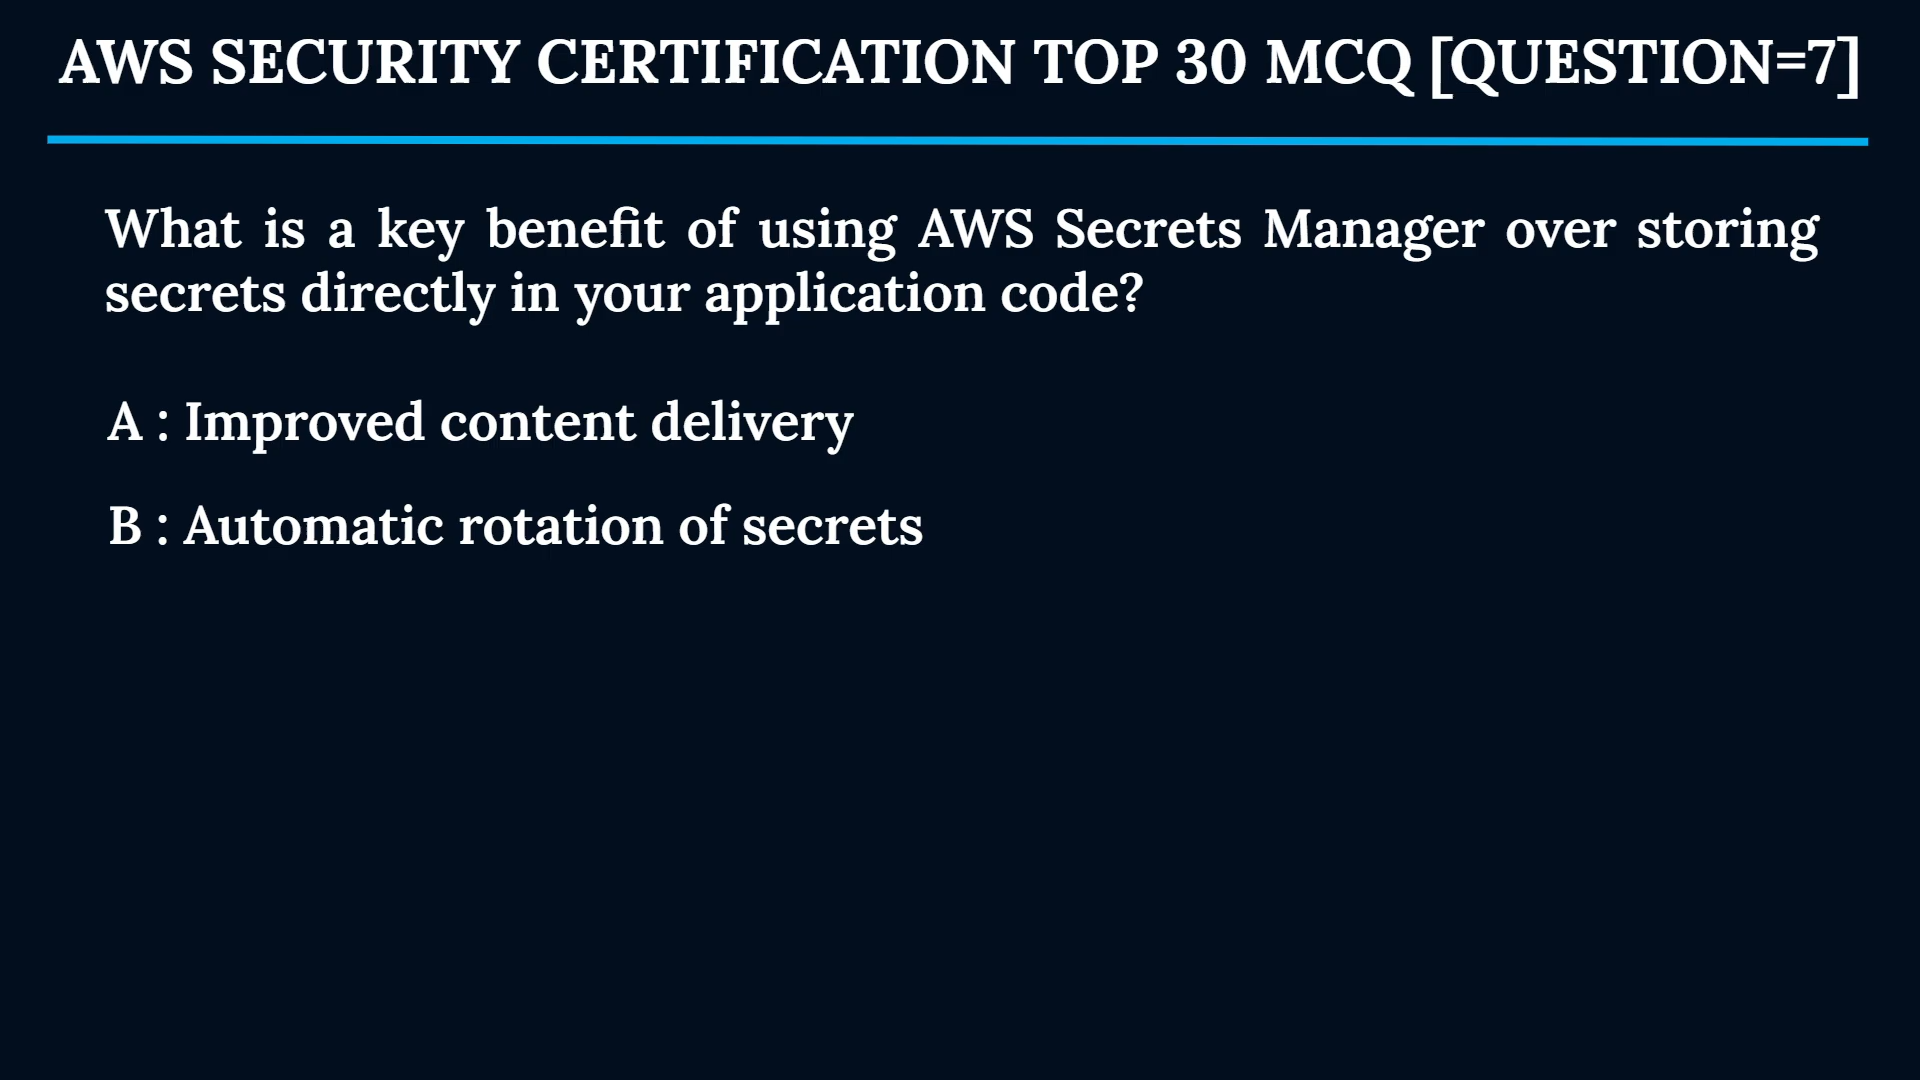 AWS SECURITY CERTIFICATION TOP 30 MCQ [QUESTION=7]
What is a key benefit of using AWS Secrets Manager over storing
secrets directly in your application code?
A : Improved content delivery
B : Automatic rotation of secrets